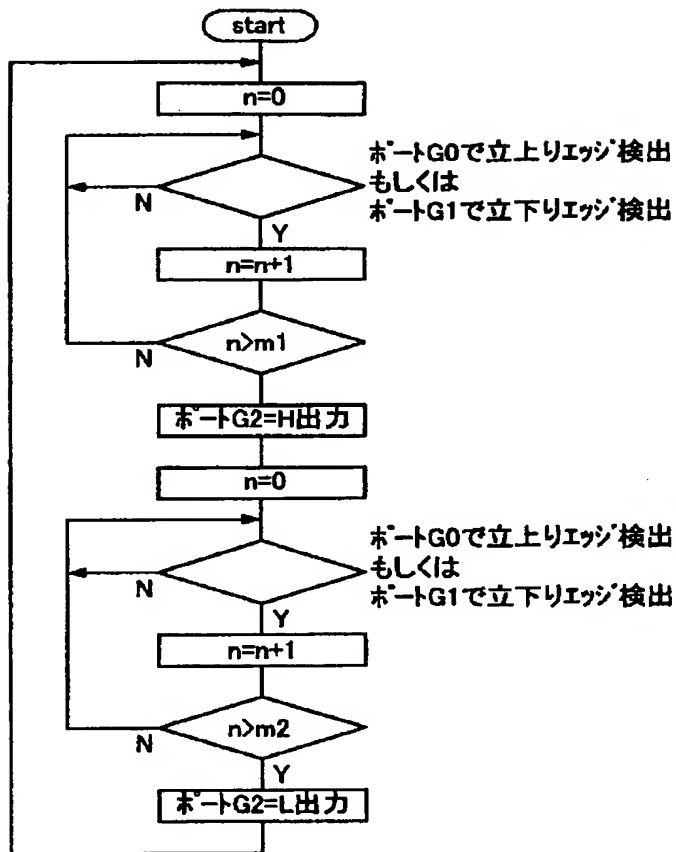 start
n=0
ポートG0で立上りエッジ検出
もしくは
ポートG1で立下りエッジ検出
N
Y
n=n+1
n>m1
N
ポートG2=H出力
n=0
ポートG0で立上りエッジ検出
もしくは
ポートG1で立下りエッジ検出
N
Y
n=n+1
n>m2
N
Y
ポートG2=L出力